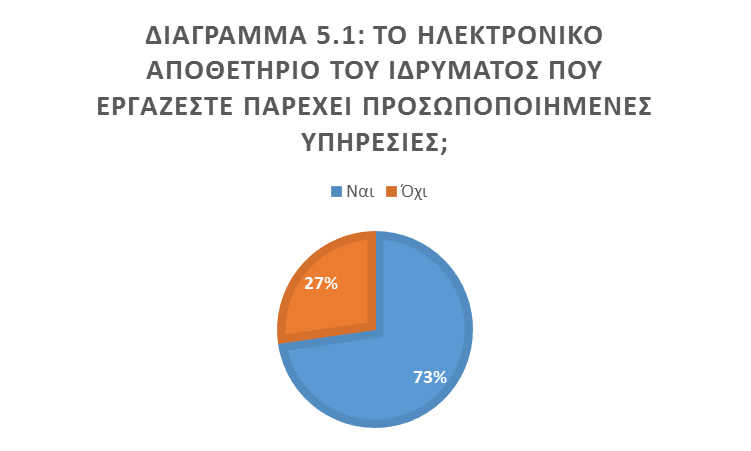 ΔΙΑΓΡΑΜΜΑ 5.1: ΤΟ ΗΛΕΚΤΡΟΝΙΚΟ
ΑΠΟΘΕΤΗΡΙΟ ΤΟΥ ΙΔΡΥΜΑΤΟΣ ΠΟΥ
ΕΡΓΑΖΕΣΤΕ ΠΑΡΕΧΕΙ ΠΡΟΣΩΠΟΠΟΙΗΜΕΝΕΣ
ΥΠΗΡΕΣΙΕΣ;
Ναι Όχι
27%
73%